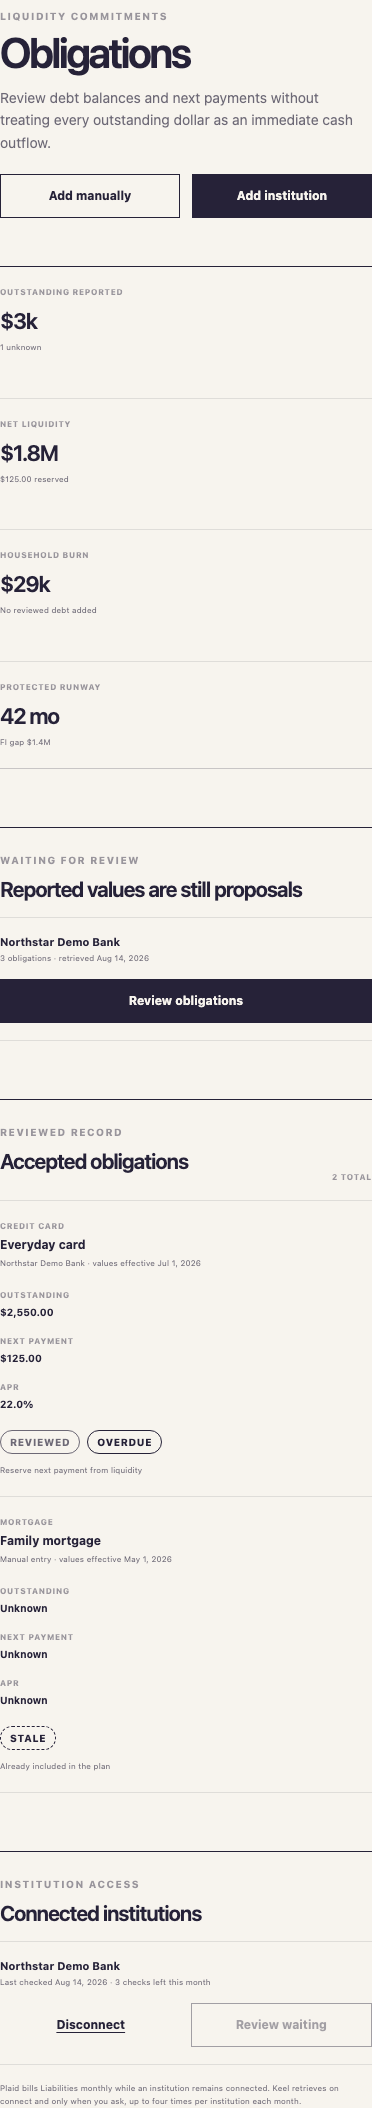 LIQUIDITY COMMITMENTS
Obligations
Review debt balances and next payments without
treating every outstanding dollar as an immediate cash
outflow.
Add manually
Add institution
OUTSTANDING REPORTED
$3k
1 unknown
NET LIQUIDITY
$1.8M
$125.00 reserved
HOUSEHOLD BURN
$29k
No reviewed debt added
PROTECTED RUNWAY
42 mo
FI gap $1.4M
WAITING FOR REVIEW
Reported values are still proposals
Northstar Demo Bank
3 obligations · retrieved Aug 14, 2026
Review obligations
REVIEWED RECORD
Accepted obligations
2 TOTAL
CREDIT CARD
Everyday card
Northstar Demo Bank · values effective Jul 1, 2026
OUTSTANDING
$2,550.00
NEXT PAYMENT
$125.00
APR
22.0%
REVIEWED
OVERDUE
Reserve next payment from liquidity
MORTGAGE
Family mortgage
Manual entry · values effective May 1, 2026
OUTSTANDING
Unknown
NEXT PAYMENT
Unknown
APR
Unknown
STALE
Already included in the plan
INSTITUTION ACCESS
Connected institutions
Northstar Demo Bank
Last checked Aug 14, 2026 · 3 checks left this month
Disconnect
Review waiting
Plaid bills Liabilities monthly while an institution remains connected. Keel retrieves on
connect and only when you ask, up to four times per institution each month.